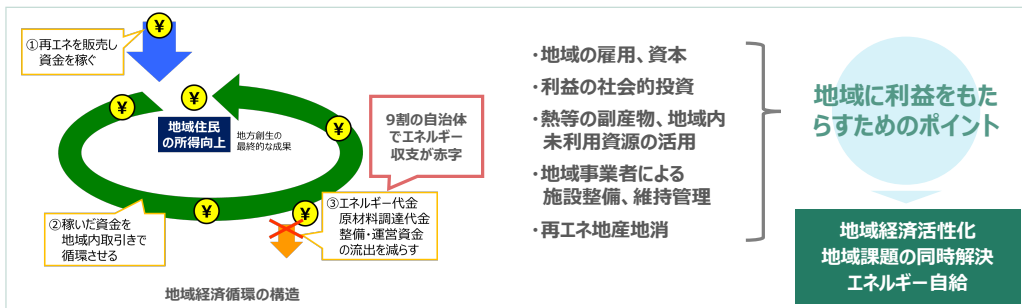 ¥
①再エネを販売し
資金を稼ぐ
¥
¥
¥
地域住民
の所得向上
地方創生の
最終的な成果
9割の自治体
でエネルギー
収支が赤字
¥
¥
②稼いだ資金を
地域内取引きで
循環させる
③エネルギー代金
原材料調達代金
整備・運営資金
の流出を減らす
地域経済循環の構造
・地域の雇用、資本
・利益の社会的投資
・熱等の副産物、地域内
未利用資源の活用
・地域事業者による
施設整備、維持管理
・再エネ地産地消
地域に利益をもた
らすためのポイント
地域経済活性化
地域課題の同時解決
エネルギー自給